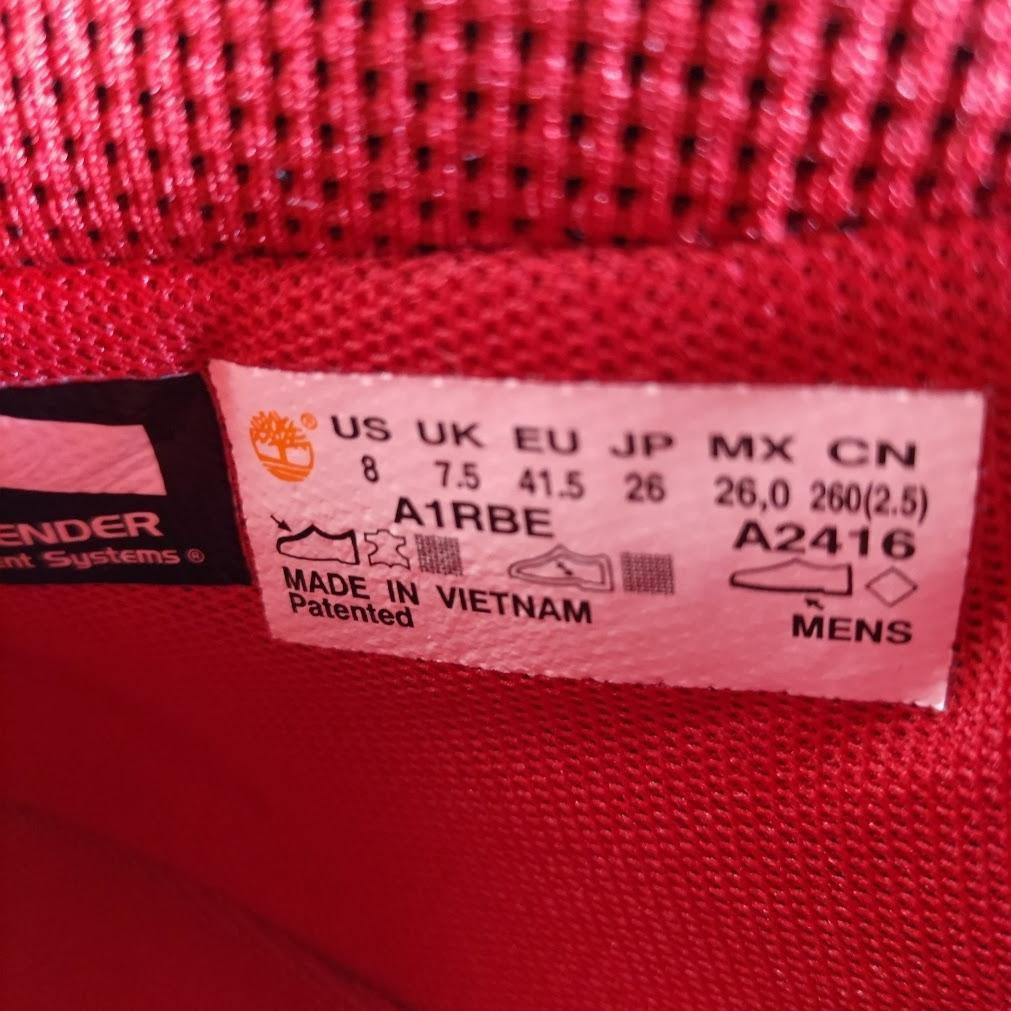 ENDER
nt Systems®
® US UK EU JP MX CN
8 7.5 41.5 26 26,0 260(2.5)
A1RBE A2416
MADE IN VIETNAM
Patented
MENS